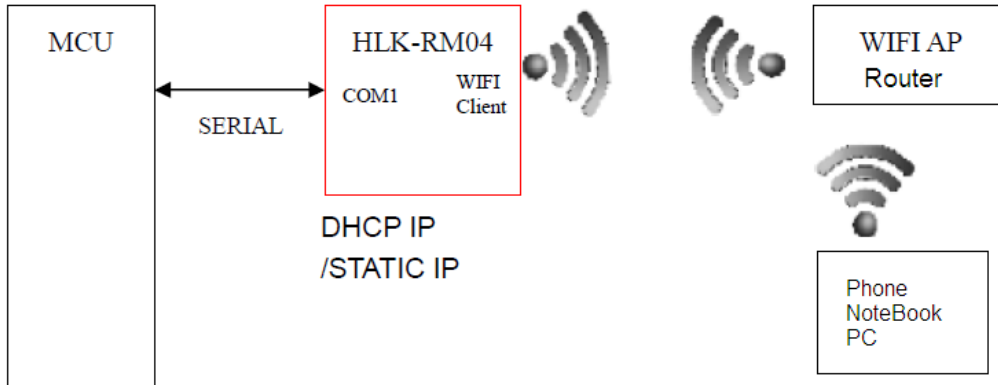 MCU
SERIAL
HLK-RM04
COM1
WIFI
Client
DHCP IP
/STATIC IP
WIFI AP
Router
Phone
NoteBook
PC